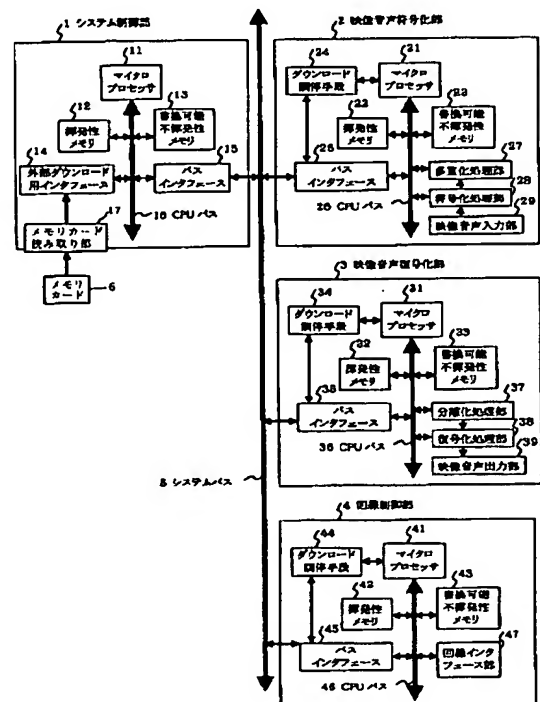 1 システム制御部
11
マイクロ
プロセッサ
12
揮発性
メモリ
13
書換可能
不揮発性
メモリ
14
外部ダウンロード
用インタフェース
15
バス
インタフェース
16 CPUバス
17
メモリカード
読み取り部
メモリ
カード
6
2 映像音声符号化部
24
ダウンロード
調停手段
21
マイクロ
プロセッサ
22
揮発性
メモリ
23
書換可能
不揮発性
メモリ
25
バス
インタフェース
26 CPUバス
27
多重化処理部
28
符号化処理部
29
映像音声入力部
3 映像音声復号化部
34
ダウンロード
調停手段
31
マイクロ
プロセッサ
32
揮発性
メモリ
33
書換可能
不揮発性
メモリ
35
バス
インタフェース
36 CPUバス
37
分離化処理部
38
復号化処理部
39
映像音声出力部
5 システムバス
4 回線制御部
44
ダウンロード
調停手段
41
マイクロ
プロセッサ
42
揮発性
メモリ
43
書換可能
不揮発性
メモリ
45
バス
インタフェース
46 CPUバス
47
回線インタ
フェース部